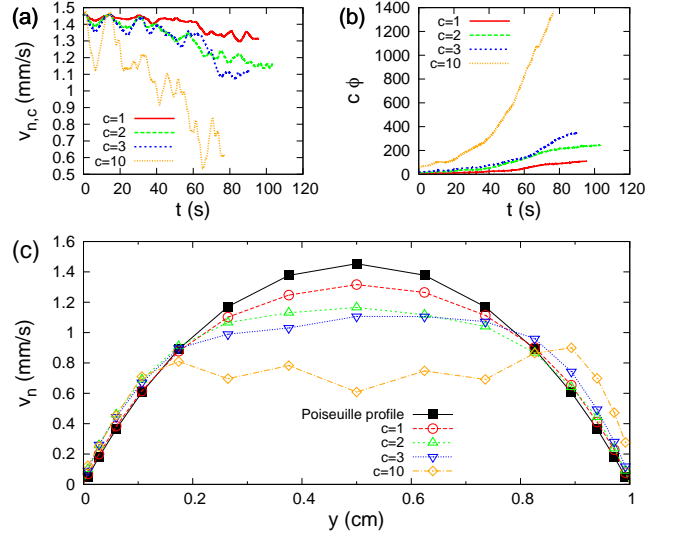 (a)
1.5
1.4
1.3
1.2
1.1
1
0.9
0.8
0.7
0.6
0.5
v_n,c (mm/s)
c=1
c=2
c=3
c=10
0 20 40 60 80 100 120
t (s)
(b)
1400
1200
1000
800
600
400
200
0
c ϕ
c=1
c=2
c=3
c=10
0 20 40 60 80 100 120
t (s)
(c)
1.6
1.4
1.2
1
0.8
0.6
0.4
0.2
0
v_n (mm/s)
Poiseuille profile
c=1
c=2
c=3
c=10
0 0.2 0.4 0.6 0.8 1
y (cm)